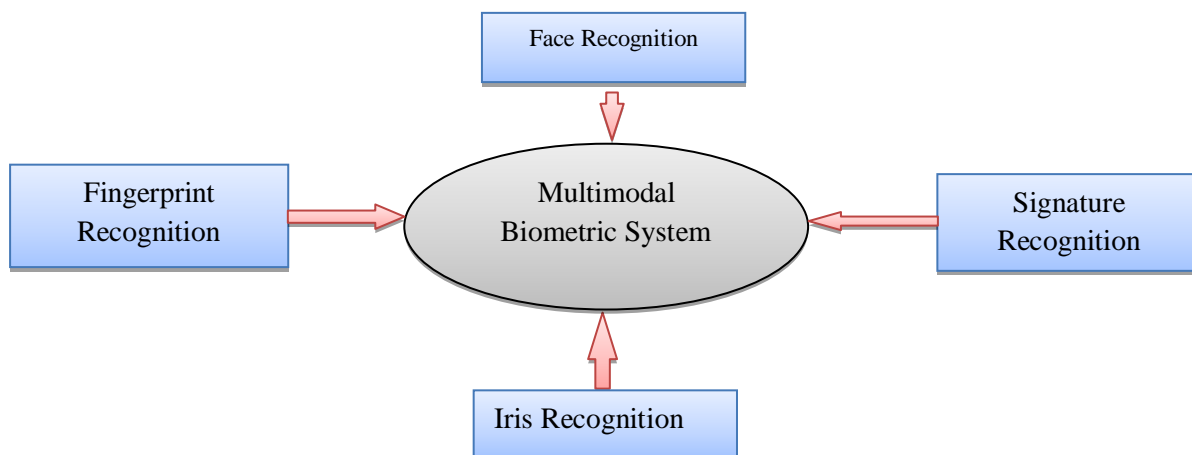 Face Recognition
Fingerprint
Recognition
Multimodal
Biometric System
Signature
Recognition
Iris Recognition